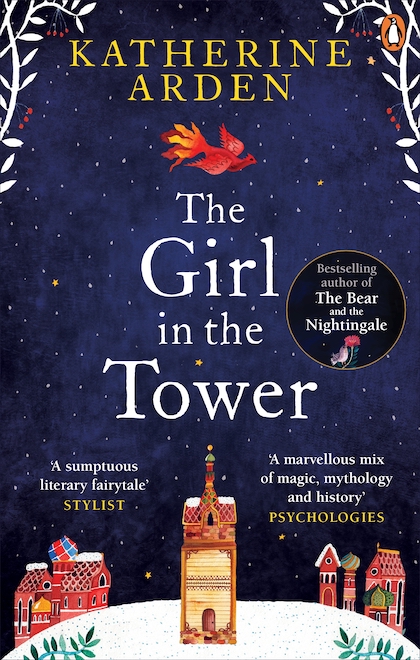 KATHERINE
ARDEN
The
Girl
in the
Tower
Bestselling
author of
The Bear
and the
Nightingale
‘A sumptuous
literary fairytale’
STYLIST
‘A marvellous mix
of magic, mythology
and history’
PSYCHOLOGIES